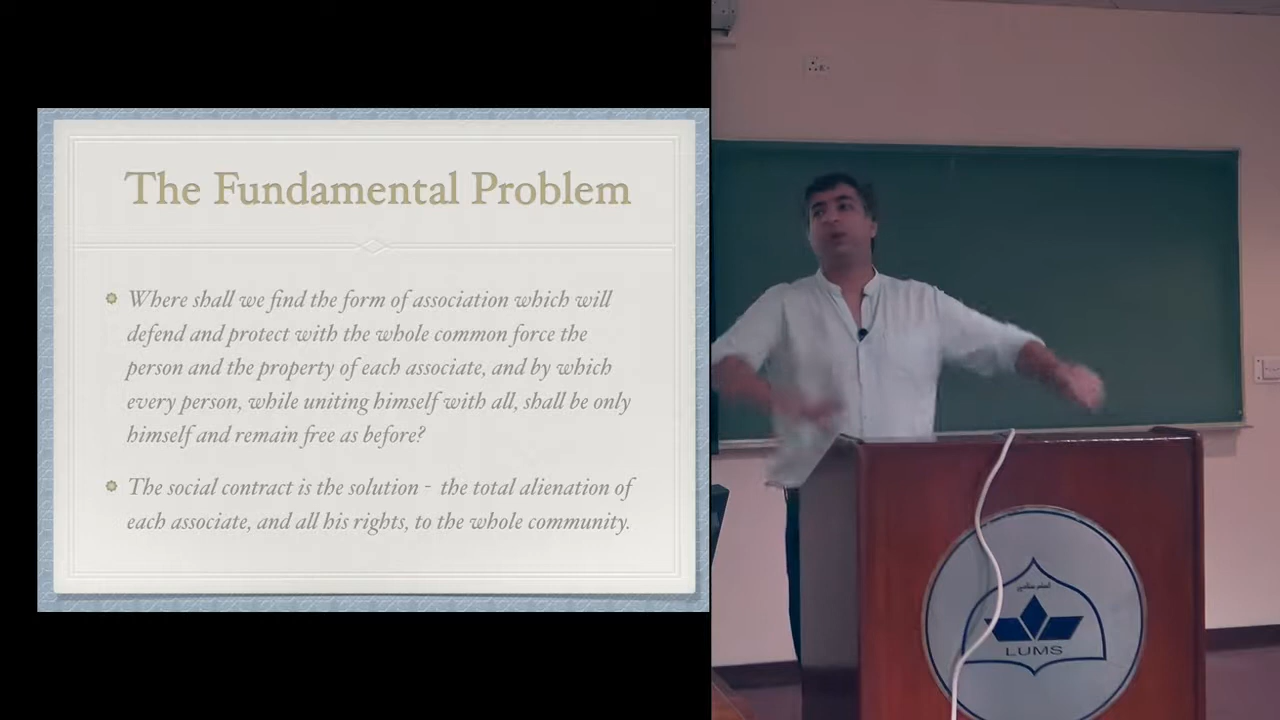 The Fundamental Problem
Where shall we find the form of association which will
defend and protect with the whole common force the
person and the property of each associate, and by which
every person, while uniting himself with all, shall be only
himself and remain free as before?
The social contract is the solution - the total alienation of
each associate, and all his rights, to the whole community.
LUMS